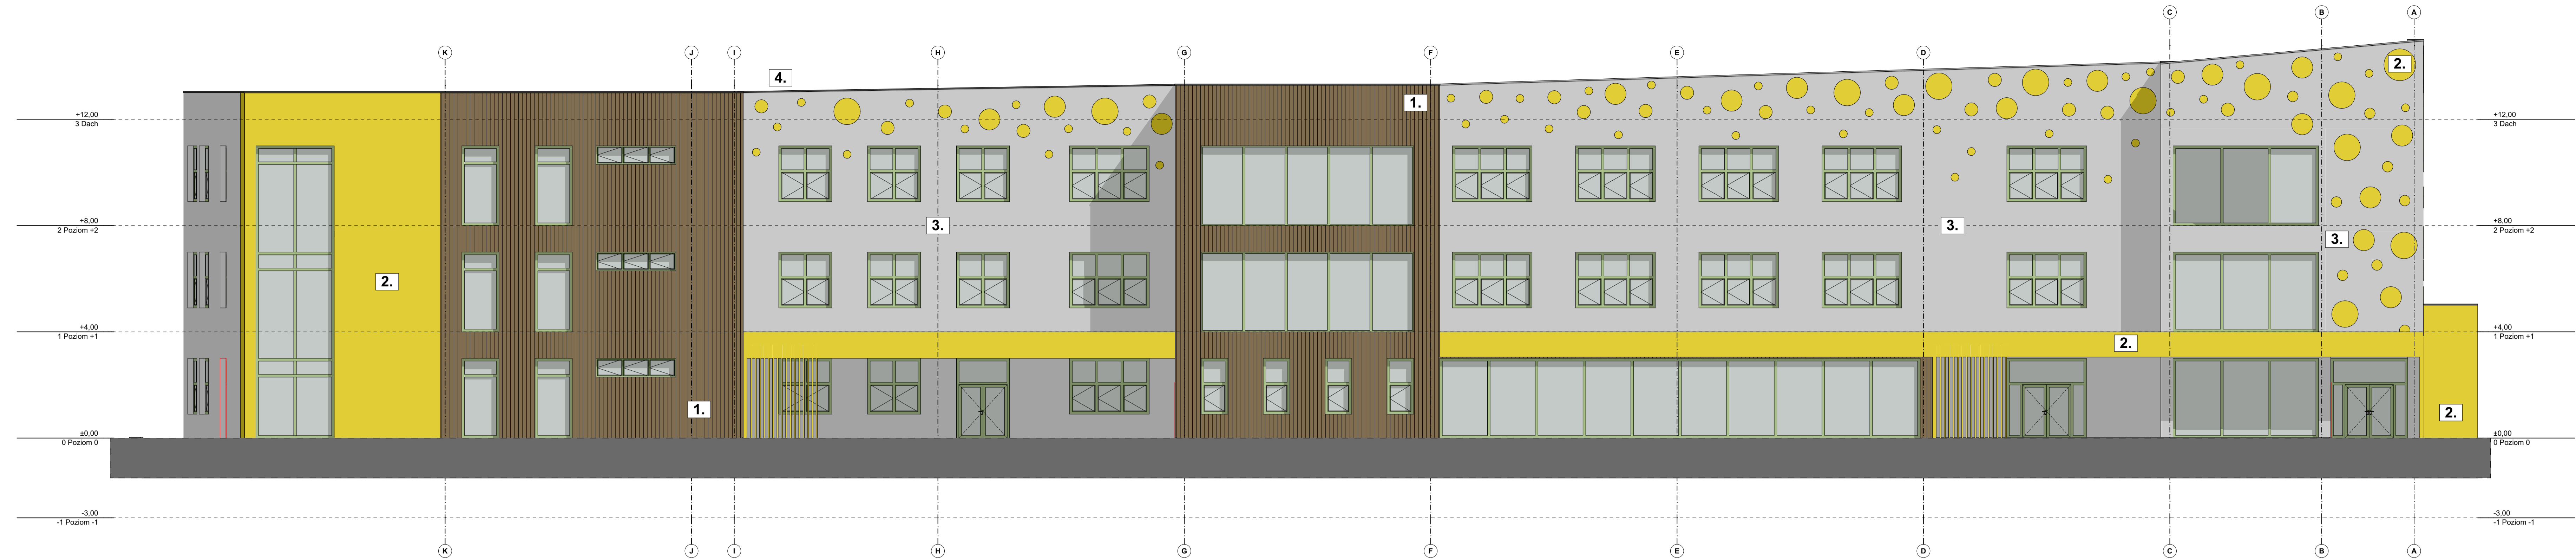 C B A
K J I H G F E D
4.
2.
1.
+12,00
3 Dach
+12,00
3 Dach
+8,00
2 Poziom +2
3.
3.
3.
+8,00
2 Poziom +2
2.
+4,00
1 Poziom +1
2.
+4,00
1 Poziom +1
1.
2.
±0,00
0 Poziom 0
±0,00
0 Poziom 0
-3,00
-1 Poziom -1
-3,00
-1 Poziom -1
K J I H G F E D C B A